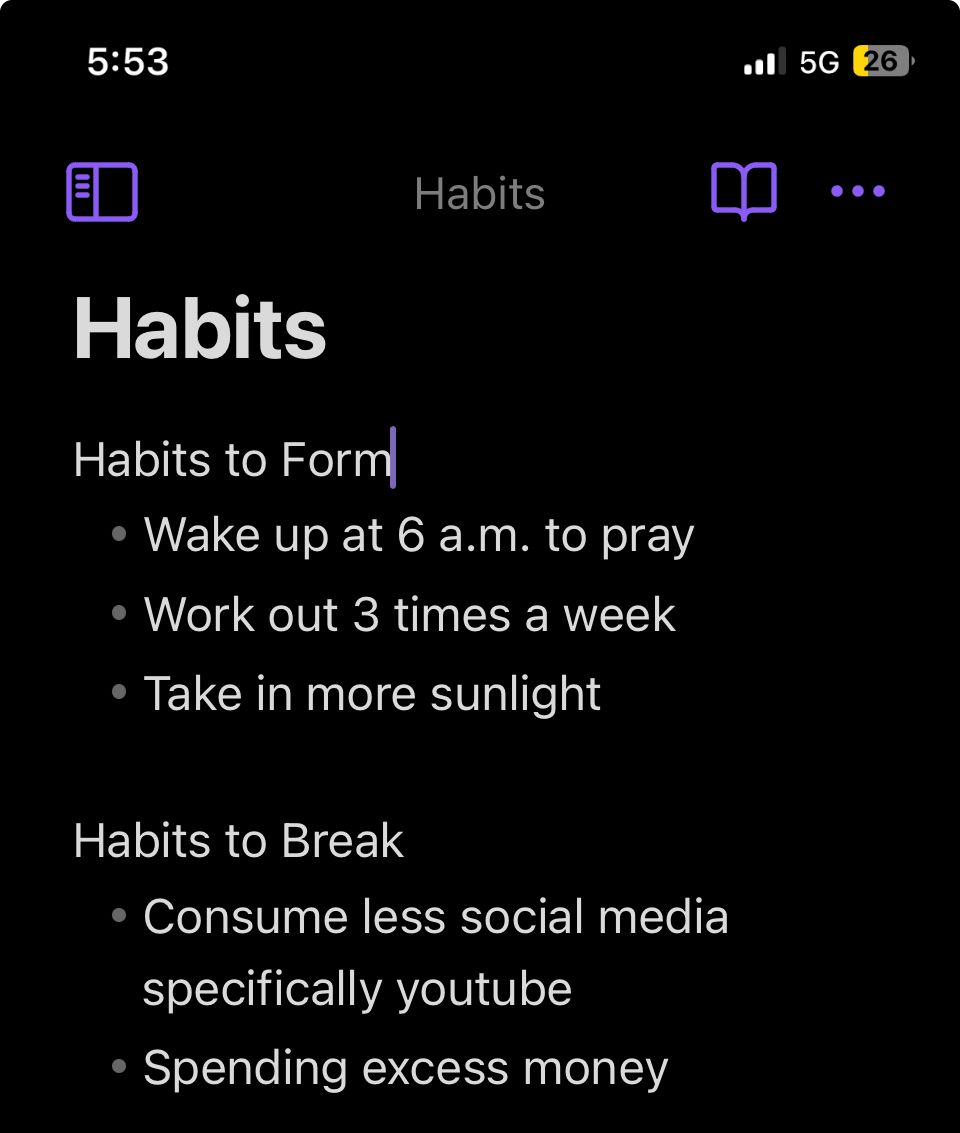 5:53 5G 26
Habits
Habits
Habits to Form
• Wake up at 6 a.m. to pray
• Work out 3 times a week
• Take in more sunlight
Habits to Break
• Consume less social media
specifically youtube
• Spending excess money